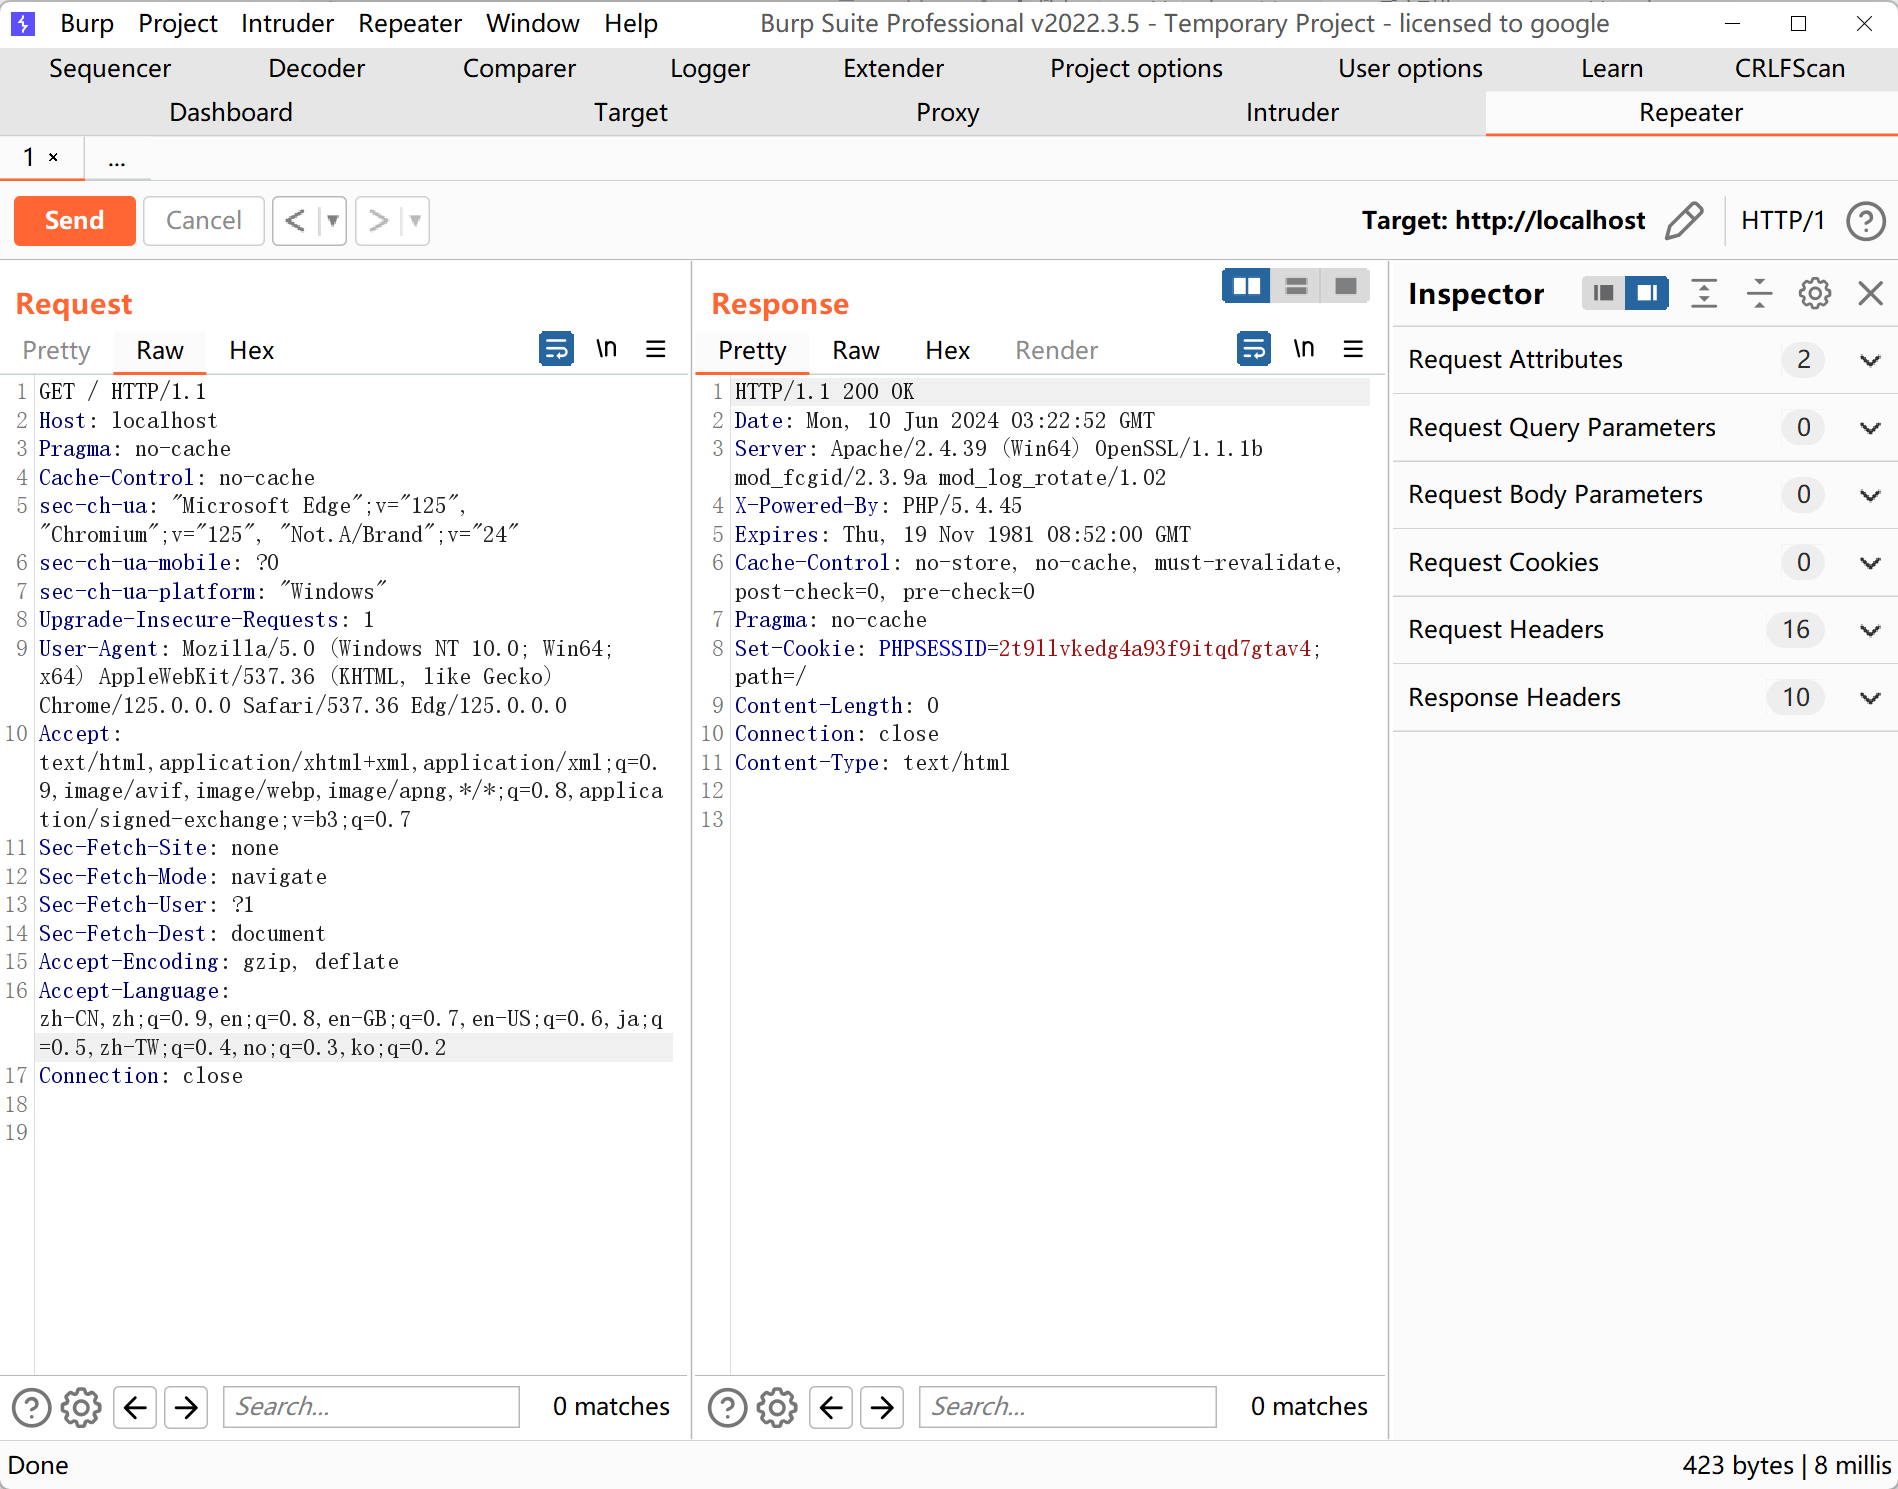 Burp Project Intruder Repeater Window Help Burp Suite Professional v2022.3.5 - Temporary Project - licensed to google
Sequencer Decoder Comparer Logger Extender Project options User options Learn CRLFScan
Dashboard Target Proxy Intruder Repeater
1 × ...
Send Cancel < > Target: http://localhost HTTP/1 ?
Request
Pretty Raw Hex \n
1 GET / HTTP/1.1
2 Host: localhost
3 Pragma: no-cache
4 Cache-Control: no-cache
5 sec-ch-ua: "Microsoft Edge";v="125",
"Chromium";v="125", "Not.A/Brand";v="24"
6 sec-ch-ua-mobile: ?0
7 sec-ch-ua-platform: "Windows"
8 Upgrade-Insecure-Requests: 1
9 User-Agent: Mozilla/5.0 (Windows NT 10.0; Win64;
x64) AppleWebKit/537.36 (KHTML, like Gecko)
Chrome/125.0.0.0 Safari/537.36 Edg/125.0.0.0
10 Accept:
text/html,application/xhtml+xml,application/xml;q=0.
9,image/avif,image/webp,image/apng,*/*;q=0.8,applica
tion/signed-exchange;v=b3;q=0.7
11 Sec-Fetch-Site: none
12 Sec-Fetch-Mode: navigate
13 Sec-Fetch-User: ?1
14 Sec-Fetch-Dest: document
15 Accept-Encoding: gzip, deflate
16 Accept-Language:
zh-CN,zh;q=0.9,en;q=0.8,en-GB;q=0.7,en-US;q=0.6,ja;q
=0.5,zh-TW;q=0.4,no;q=0.3,ko;q=0.2
17 Connection: close
18
19
? Search... 0 matches
Response
Pretty Raw Hex Render \n
1 HTTP/1.1 200 OK
2 Date: Mon, 10 Jun 2024 03:22:52 GMT
3 Server: Apache/2.4.39 (Win64) OpenSSL/1.1.1b
mod_fcgid/2.3.9a mod_log_rotate/1.02
4 X-Powered-By: PHP/5.4.45
5 Expires: Thu, 19 Nov 1981 08:52:00 GMT
6 Cache-Control: no-store, no-cache, must-revalidate,
post-check=0, pre-check=0
7 Pragma: no-cache
8 Set-Cookie: PHPSESSID=2t9llvkedg4a93f9itqd7gtav4;
path=/
9 Content-Length: 0
10 Connection: close
11 Content-Type: text/html
12
13
? Search... 0 matches
Inspector
Request Attributes 2
Request Query Parameters 0
Request Body Parameters 0
Request Cookies 0
Request Headers 16
Response Headers 10
Done 423 bytes | 8 millis